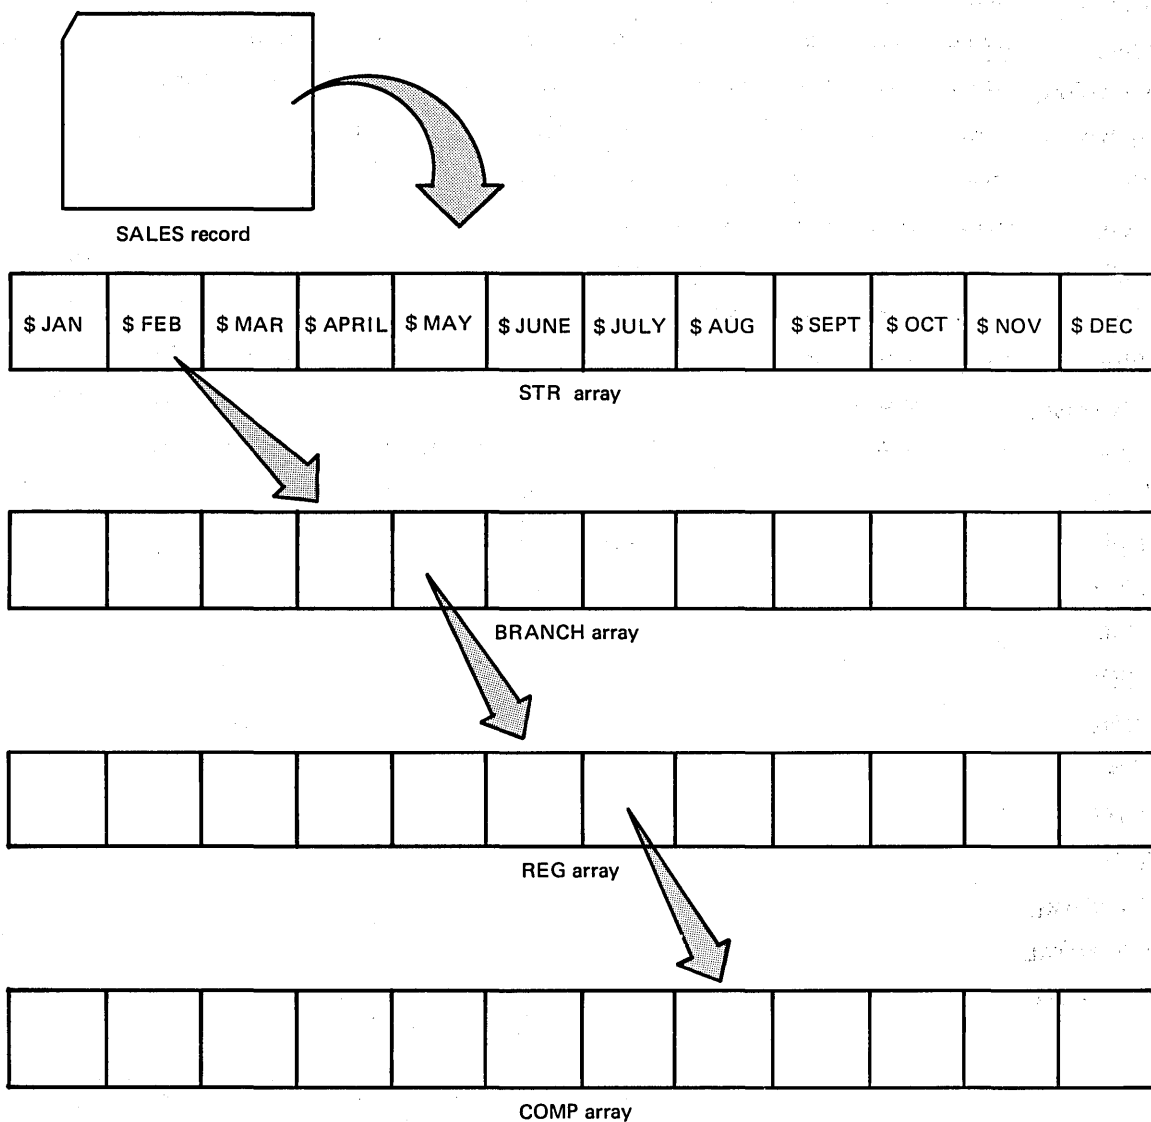 SALES record
$ JAN $ FEB $ MAR $ APRIL $ MAY $ JUNE $ JULY $ AUG $ SEPT $ OCT $ NOV $ DEC
STR array
BRANCH array
REG array
COMP array